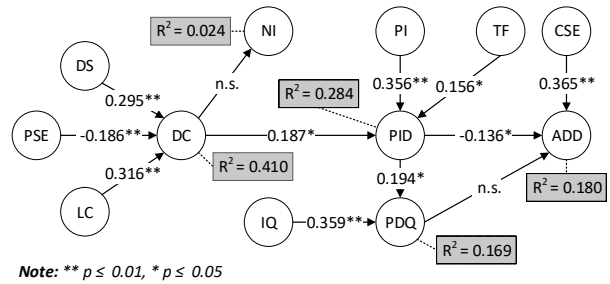 R² = 0.024
NI
PI
TF
CSE
DS
n.s.
0.356**
0.156*
0.365**
0.295**
R² = 0.284
PSE
-0.186**
DC
0.187*
PID
-0.136*
ADD
0.316**
R² = 0.410
0.194*
n.s.
R² = 0.180
LC
IQ
0.359**
PDQ
R² = 0.169
Note: ** p ≤ 0.01, * p ≤ 0.05